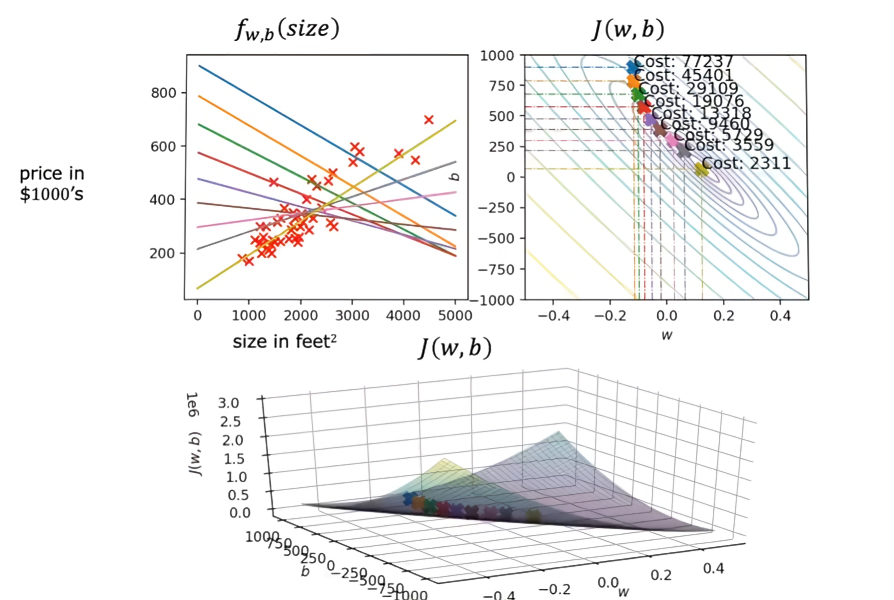 f_{w,b}(size)
J(w,b)
price in
$1000's
800
600
400
200
0 1000 2000 3000 4000 5000
size in feet²
b
1000
750
500
250
0
−250
−500
−750
−1000
Cost: 77237
Cost: 45401
Cost: 29109
Cost: 19076
Cost: 13318
Cost: 9460
Cost: 5729
Cost: 3559
Cost: 2311
−0.4 −0.2 0.0 0.2 0.4
w
J(w,b)
1e6
J(w,b)
3.0
2.5
2.0
1.5
1.0
0.5
0.0
1000
750
500
250
0
−250
−500
−750
−1000
b
−0.4 −0.2 0.0 0.2 0.4
w